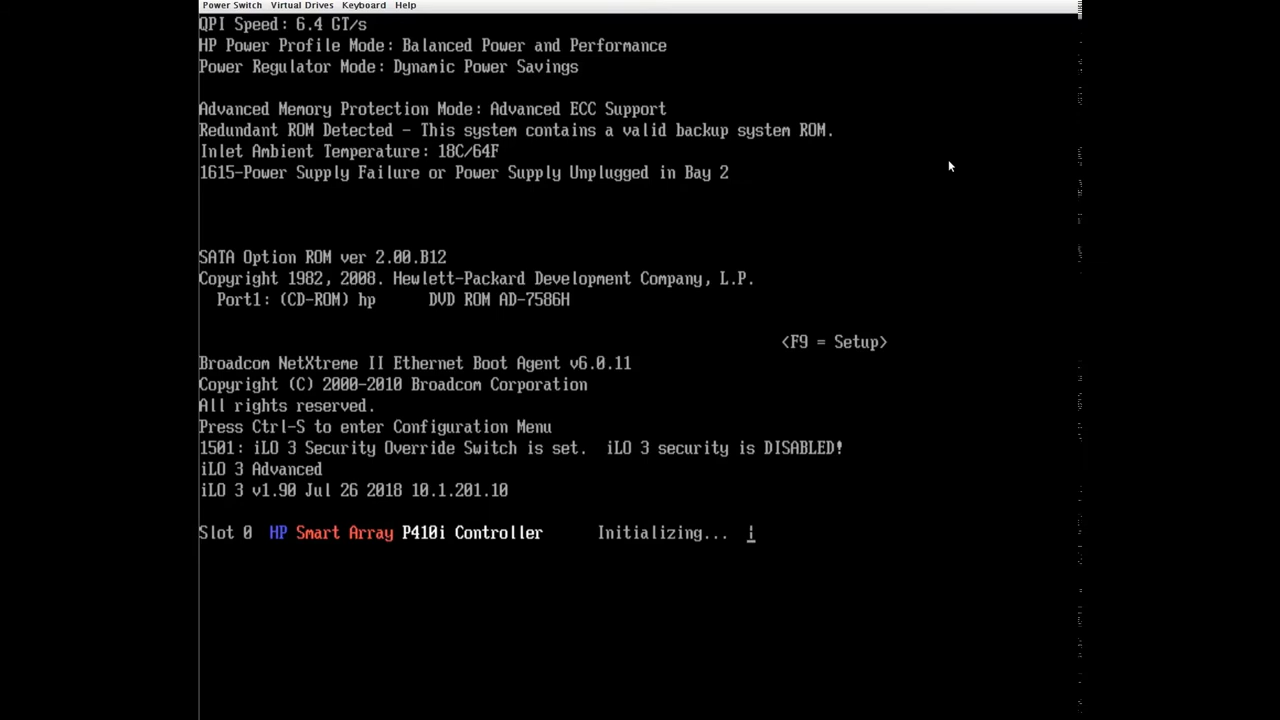 Power Switch Virtual Drives Keyboard Help
QPI Speed: 6.4 GT/s
HP Power Profile Mode: Balanced Power and Performance
Power Regulator Mode: Dynamic Power Savings
Advanced Memory Protection Mode: Advanced ECC Support
Redundant ROM Detected - This system contains a valid backup system ROM.
Inlet Ambient Temperature: 18C/64F
1615-Power Supply Failure or Power Supply Unplugged in Bay 2
SATA Option ROM ver 2.00.B12
Copyright 1982, 2008. Hewlett-Packard Development Company, L.P.
Port1: (CD-ROM) hp DVD ROM AD-7586H
<F9 = Setup>
Broadcom NetXtreme II Ethernet Boot Agent v6.0.11
Copyright (C) 2000-2010 Broadcom Corporation
All rights reserved.
Press Ctrl-S to enter Configuration Menu
1501: iLO 3 Security Override Switch is set. iLO 3 security is DISABLED!
iLO 3 Advanced
iLO 3 v1.90 Jul 26 2018 10.1.201.10
Slot 0 HP Smart Array P410i Controller Initializing... |